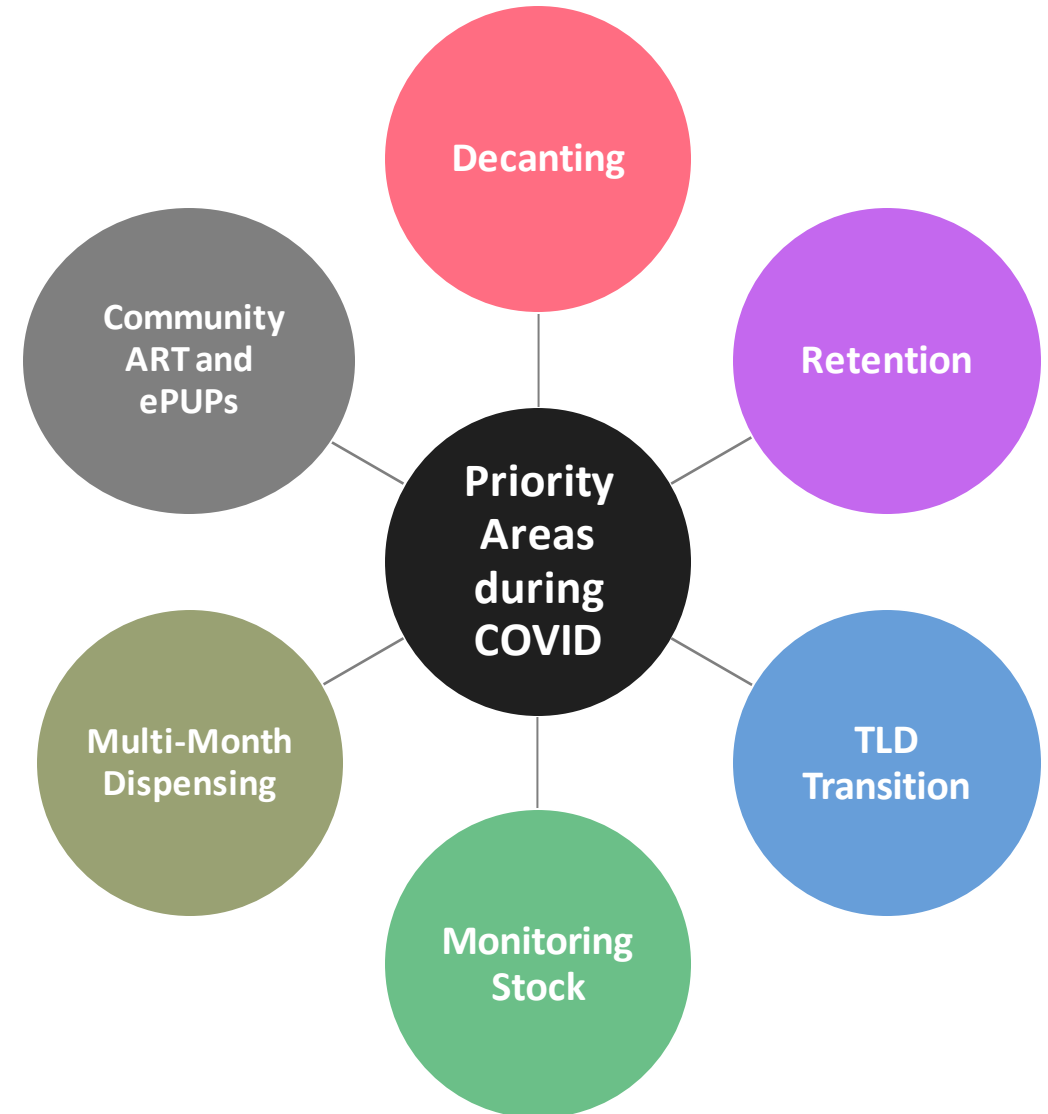 Decanting
Retention
TLD
Transition
Monitoring
Stock
Multi-Month
Dispensing
Community
ART and
ePUPs
Priority
Areas
during
COVID